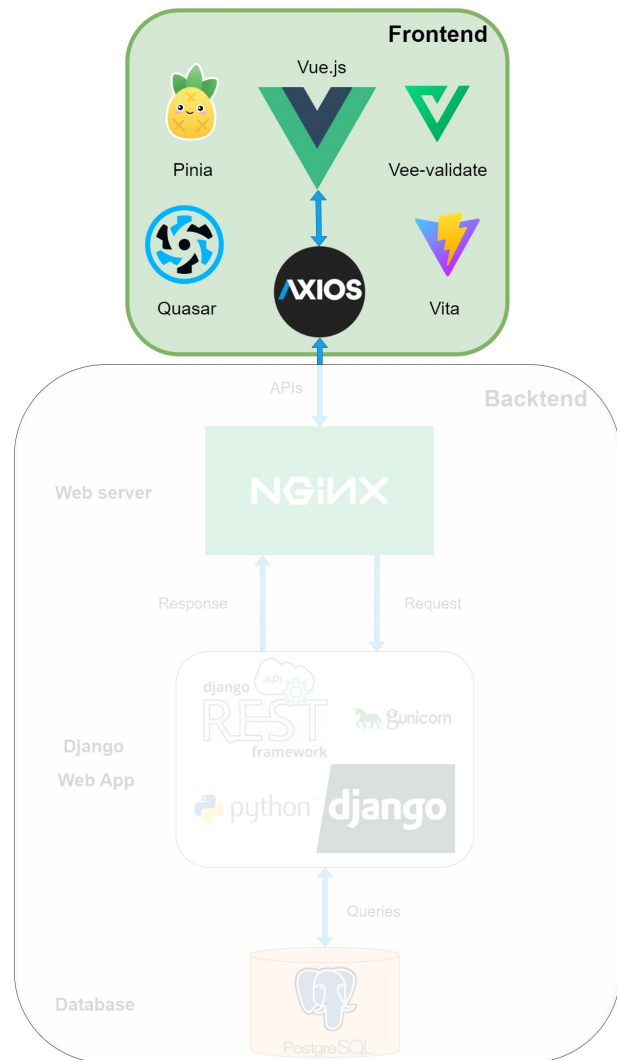 Frontend
Vue.js
Pinia
Vee-validate
Quasar
AXIOS
Vita
APIs
Backtend
Web server
NGINX
Response
Request
django
API
REST
framework
gunicorn
Django
Web App
python
django
Queries
Database
PostgreSQL